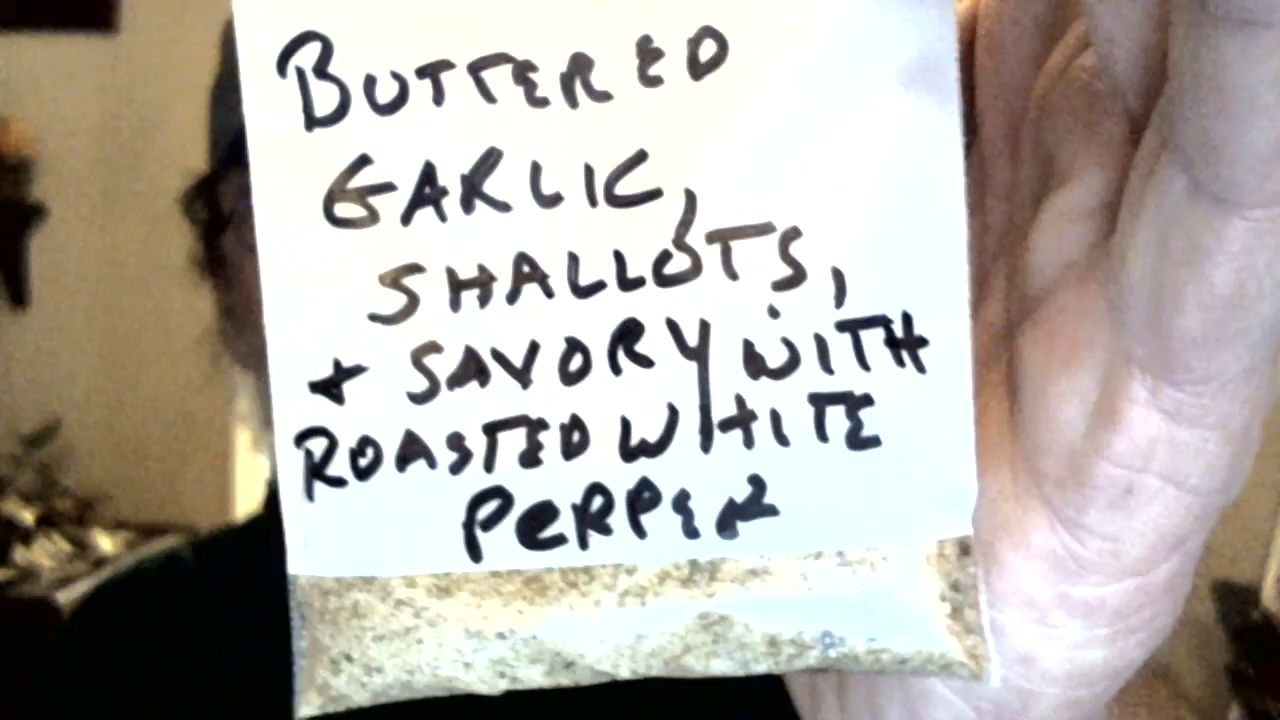 BUTTERED
GARLIC,
SHALLOTS,
+ SAVORY WITH
ROASTED WHITE
PEPPER